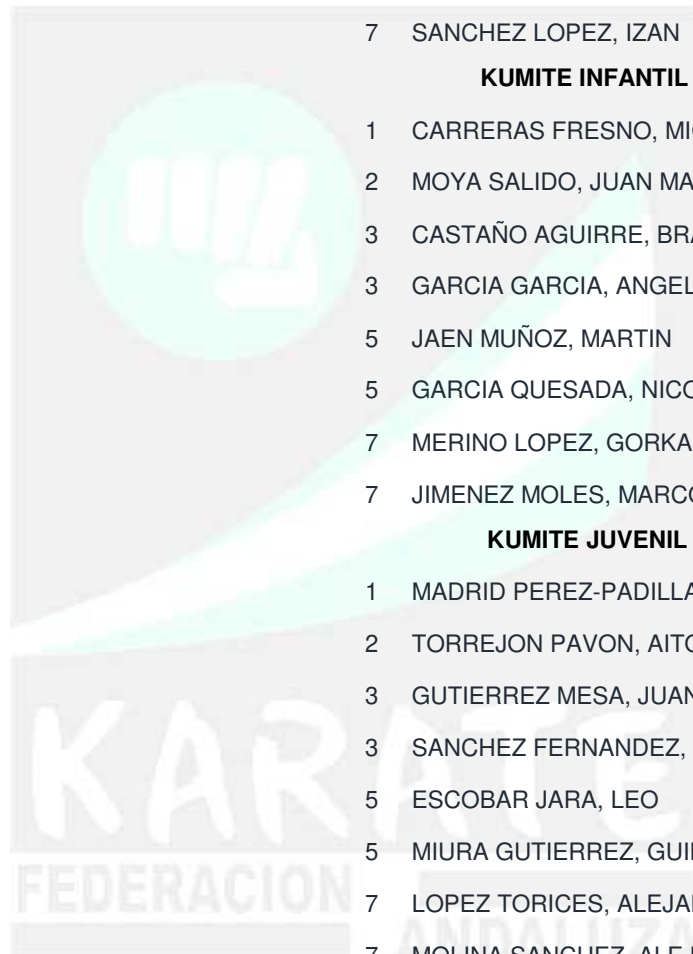 7 SANCHEZ LOPEZ, IZAN
KUMITE INFANTIL
1 CARRERAS FRESNO,
2 MOYA SALIDO, JUAN
3 CASTAÑO AGUIRRE,
3 GARCIA GARCIA, ANGEL
5 JAEN MUÑOZ, MARTIN
5 GARCIA QUESADA,
7 MERINO LOPEZ, GORKA
7 JIMENEZ MOLES,
KUMITE JUVENIL
1 MADRID PEREZ-PADILLA
2 TORREJON PAVON,
3 GUTIERREZ MESA, JUAN
3 SANCHEZ FERNANDEZ,
5 ESCOBAR JARA, LEO
5 MIURA GUTIERREZ,
7 LOPEZ TORICES,
7 MOLINA SANCHEZ,
KARATE
FEDERACION
ANDALUZA